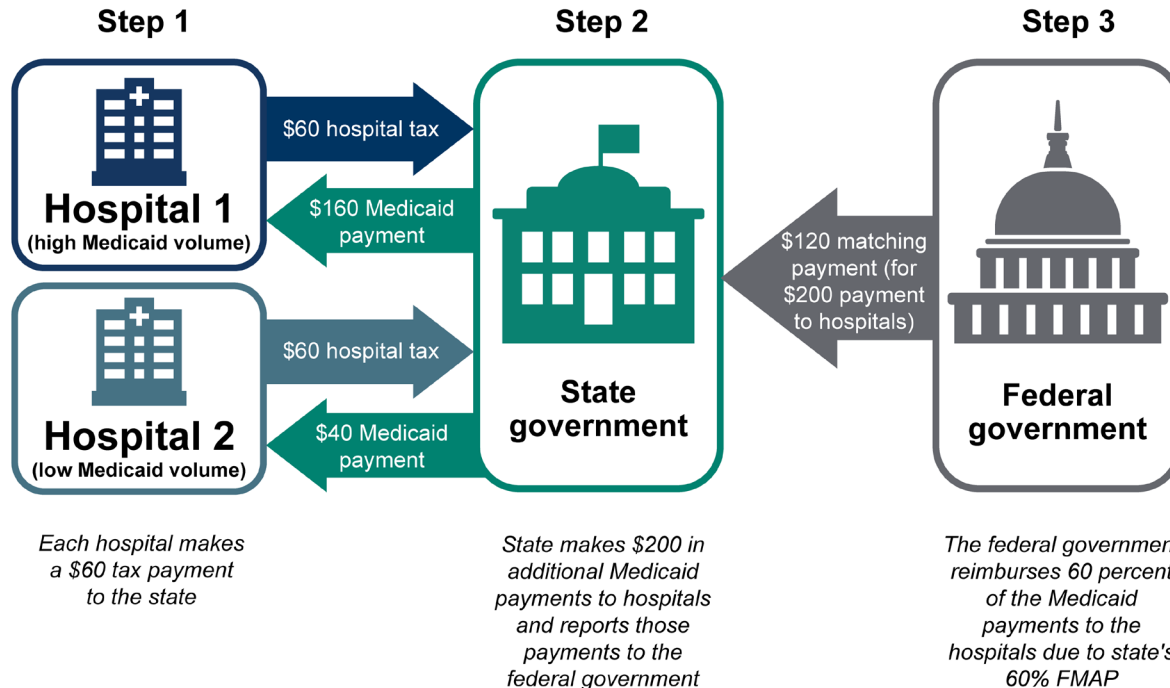 Step 1
Step 2
Step 3
Hospital 1
(high Medicaid volume)
$60 hospital tax
$160 Medicaid
payment
Hospital 2
(low Medicaid volume)
$60 hospital tax
$40 Medicaid
payment
State
government
$120 matching
payment (for
$200 payment
to hospitals)
Federal
government
Each hospital makes
a $60 tax payment
to the state
State makes $200 in
additional Medicaid
payments to hospitals
and reports those
payments to the
federal government
The federal government
reimburses 60 percent
of the Medicaid
payments to the
hospitals due to state's
60% FMAP